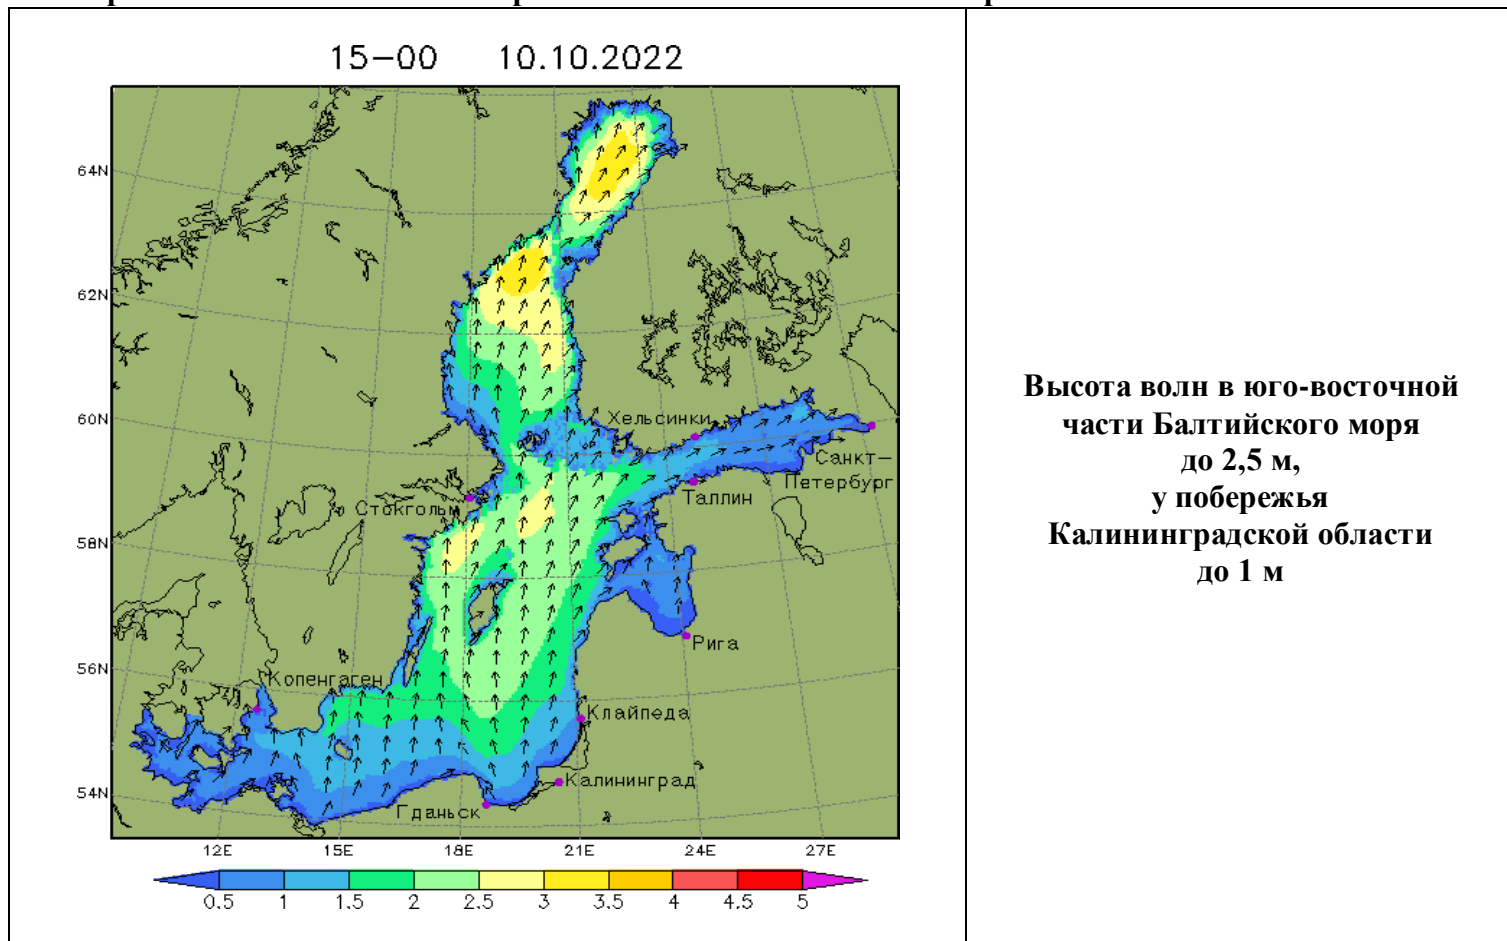 15-00 10.10.2022
64N
62N
60N
58N
56N
54N
Хельсинки
Санкт-
Петербург
Таллин
Стокгольм
Рига
Копенгаген
Клайпеда
Калининград
Гданьск
12E 15E 18E 21E 24E 27E
0.5 1 1.5 2 2.5 3 3.5 4 4.5 5
Высота волн в юго-восточной
части Балтийского моря
до 2,5 м,
у побережья
Калининградской области
до 1 м